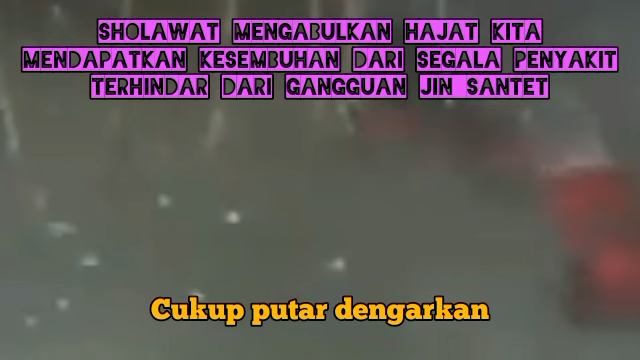 SHOLAWAT MENGABULKAN HAJAT KITA
MENDAPATKAN KESEMBUHAN DARI SEGALA PENYAKIT
TERHINDAR DARI GANGGUAN JIN SANTET
Cukup putar dengarkan